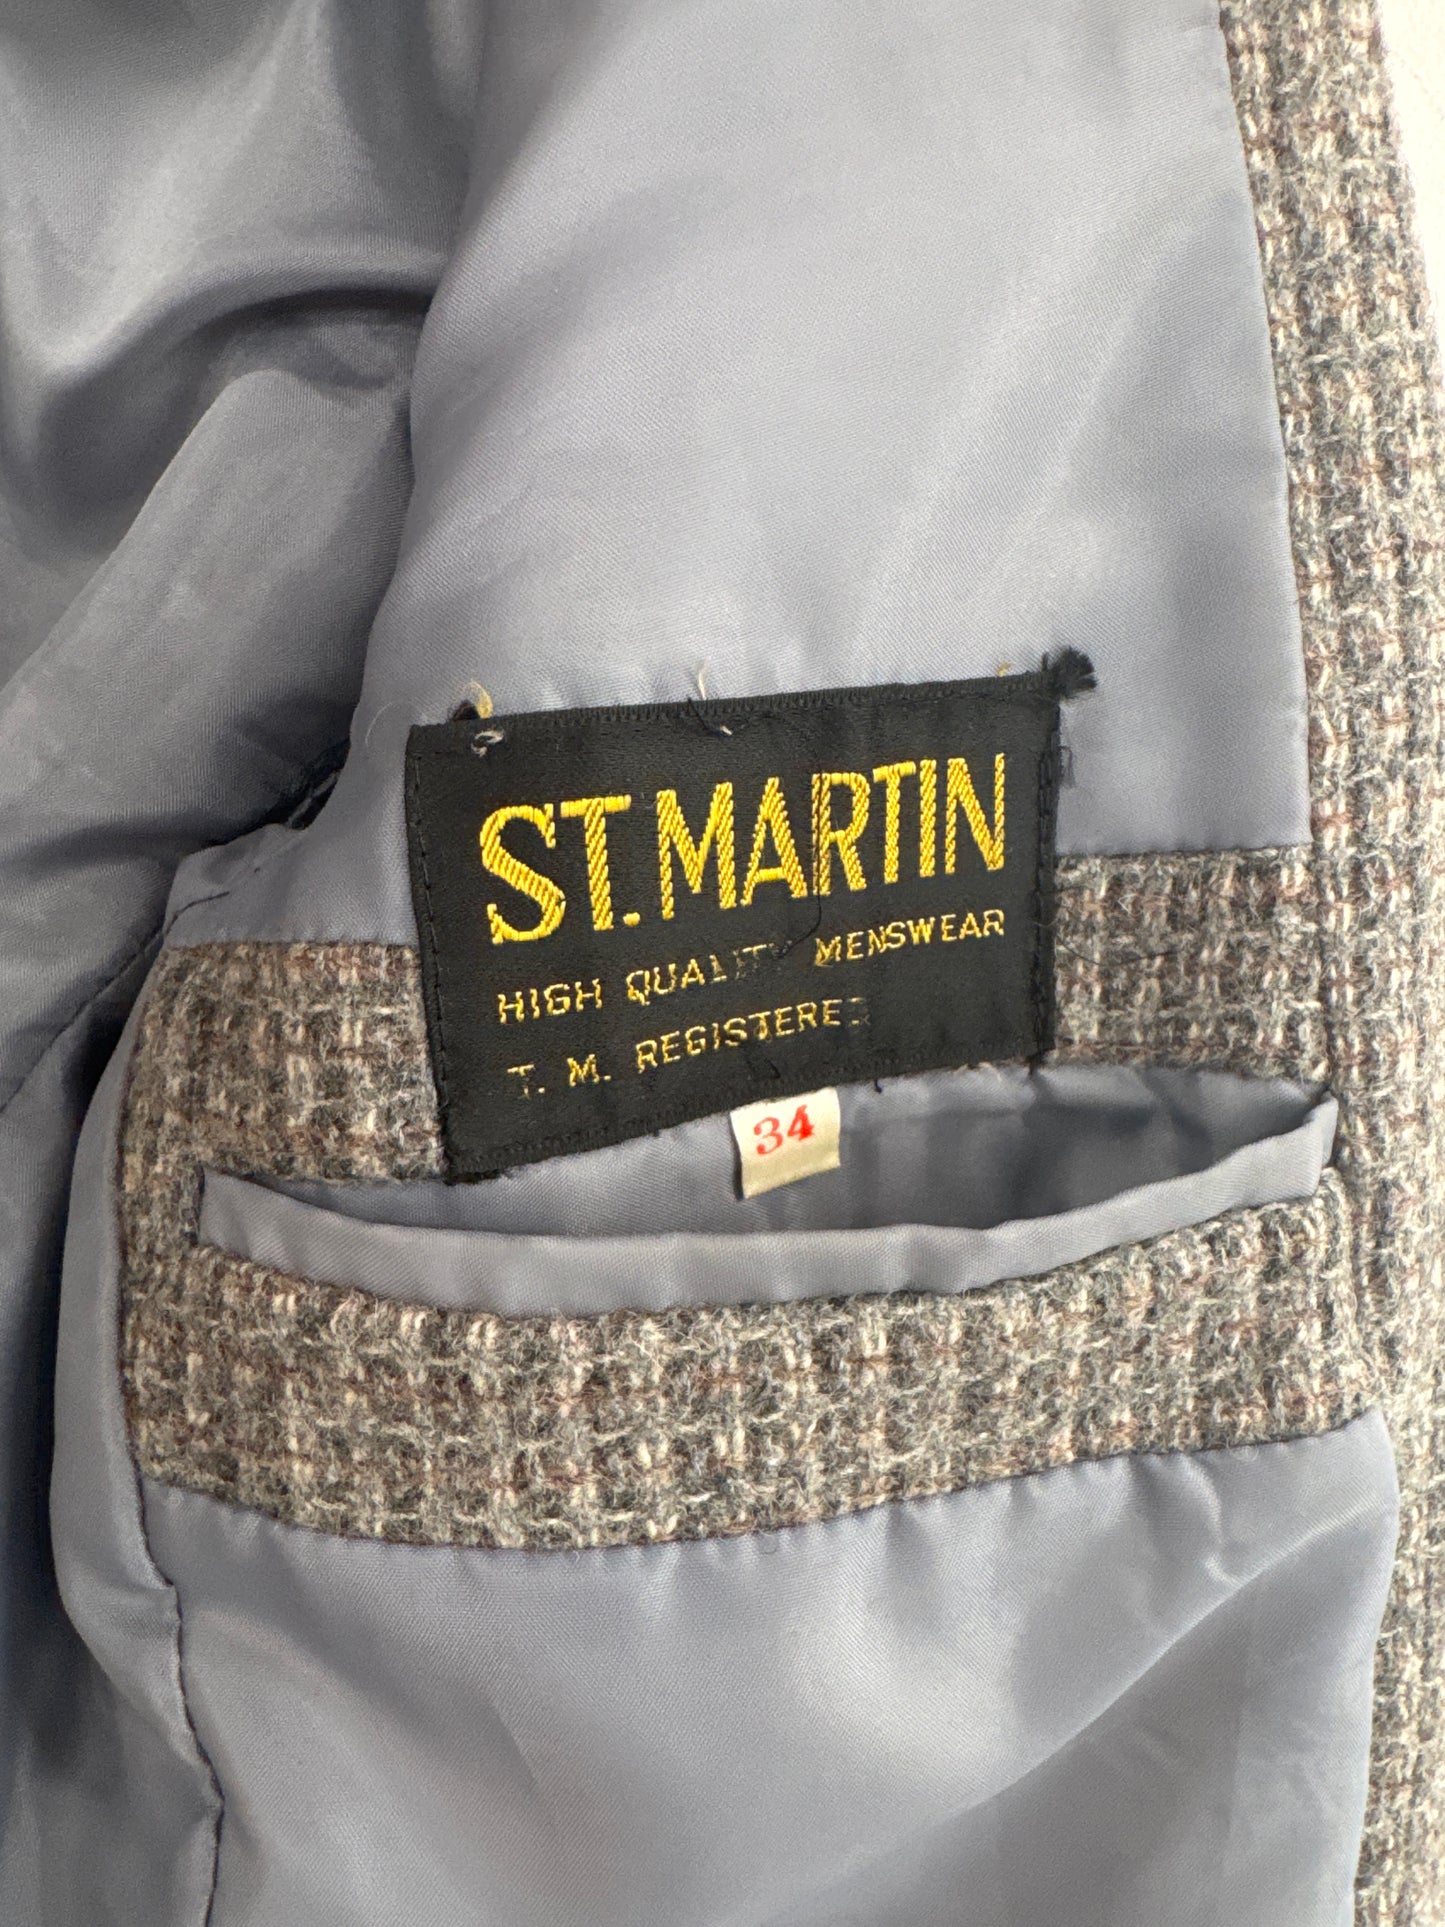 ST. MARTIN
HIGH QUALITY MENSWEAR
T. M. REGISTERED
34